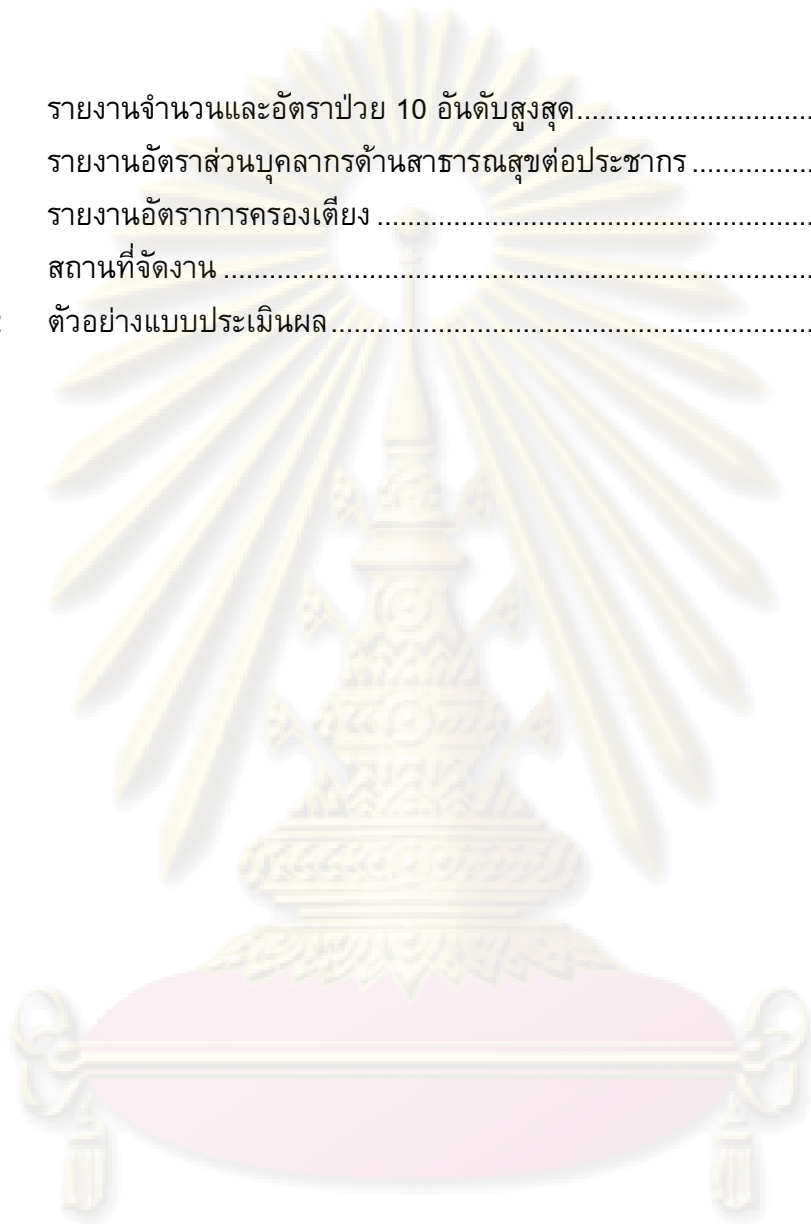 รายงานจำนวนและอัตราป่วย 10 อันดับสูงสุด..............................
รายงานอัตราส่วนบุคลากรด้านสาธารณสุขต่อประชากร ................
รายงานอัตราการครองเตียง ........................................................
สถานที่จัดงาน ............................................................................
ตัวอย่างแบบประเมินผล..............................................................